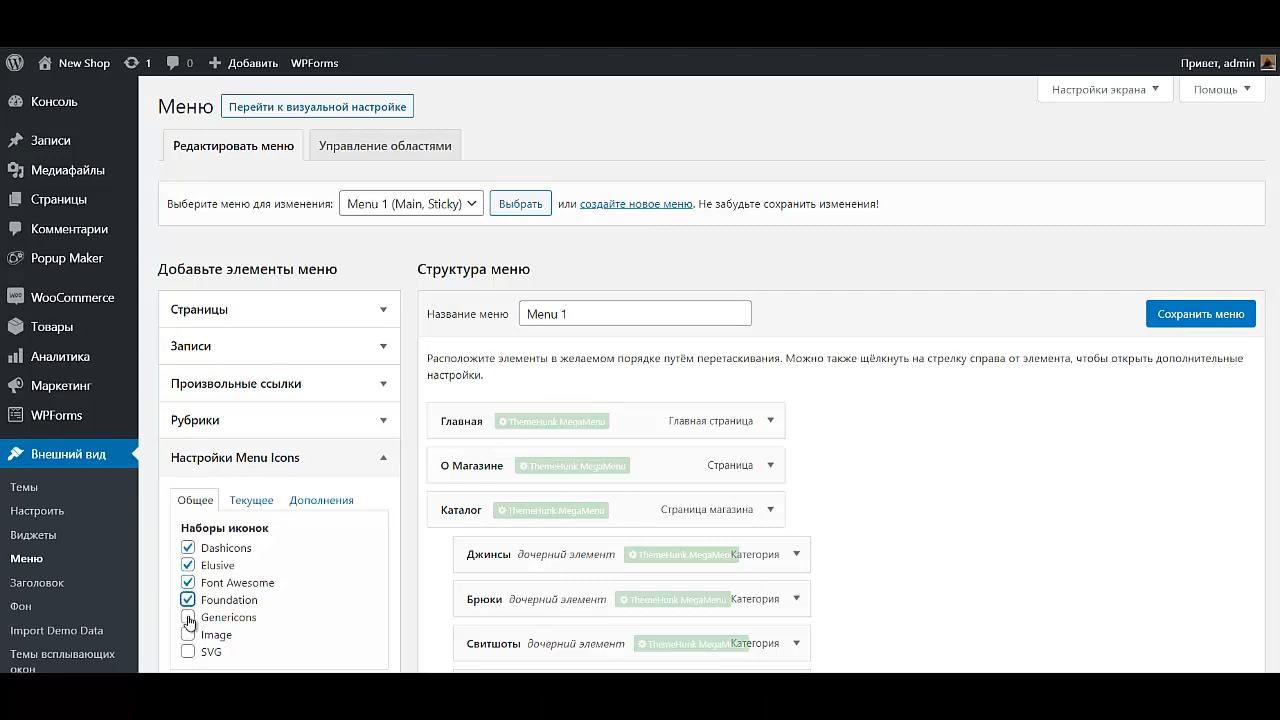 New Shop 1 0 Добавить WPForms Привет, admin
Консоль
Записи
Медиафайлы
Страницы
Комментарии
Popup Maker
WooCommerce
Товары
Аналитика
Маркетинг
WPForms
Внешний вид
Темы
Настроить
Виджеты
Меню
Заголовок
Фон
Import Demo Data
Темы всплывающих
окон
Настройки экрана Помощь
Меню Перейти к визуальной настройке
Редактировать меню Управление областями
Выберите меню для изменения: Menu 1 (Main, Sticky) Выбрать или создайте новое меню. Не забудьте сохранить изменения!
Добавьте элементы меню
Страницы
Записи
Произвольные ссылки
Рубрики
Настройки Menu Icons
Общее Текущее Дополнения
Наборы иконок
Dashicons
Elusive
Font Awesome
Foundation
Genericons
Image
SVG
Структура меню
Название меню Menu 1 Сохранить меню
Расположите элементы в желаемом порядке путём перетаскивания. Можно также щёлкнуть на стрелку справа от элемента, чтобы открыть дополнительные
настройки.
Главная ThemeHunk MegaMenu Главная страница
О Магазине ThemeHunk MegaMenu Страница
Каталог ThemeHunk MegaMenu Страница магазина
Джинсы дочерний элемент ThemeHunk MegaMenu Категория
Брюки дочерний элемент ThemeHunk MegaMenu Категория
Свитшоты дочерний элемент ThemeHunk MegaMenu Категория